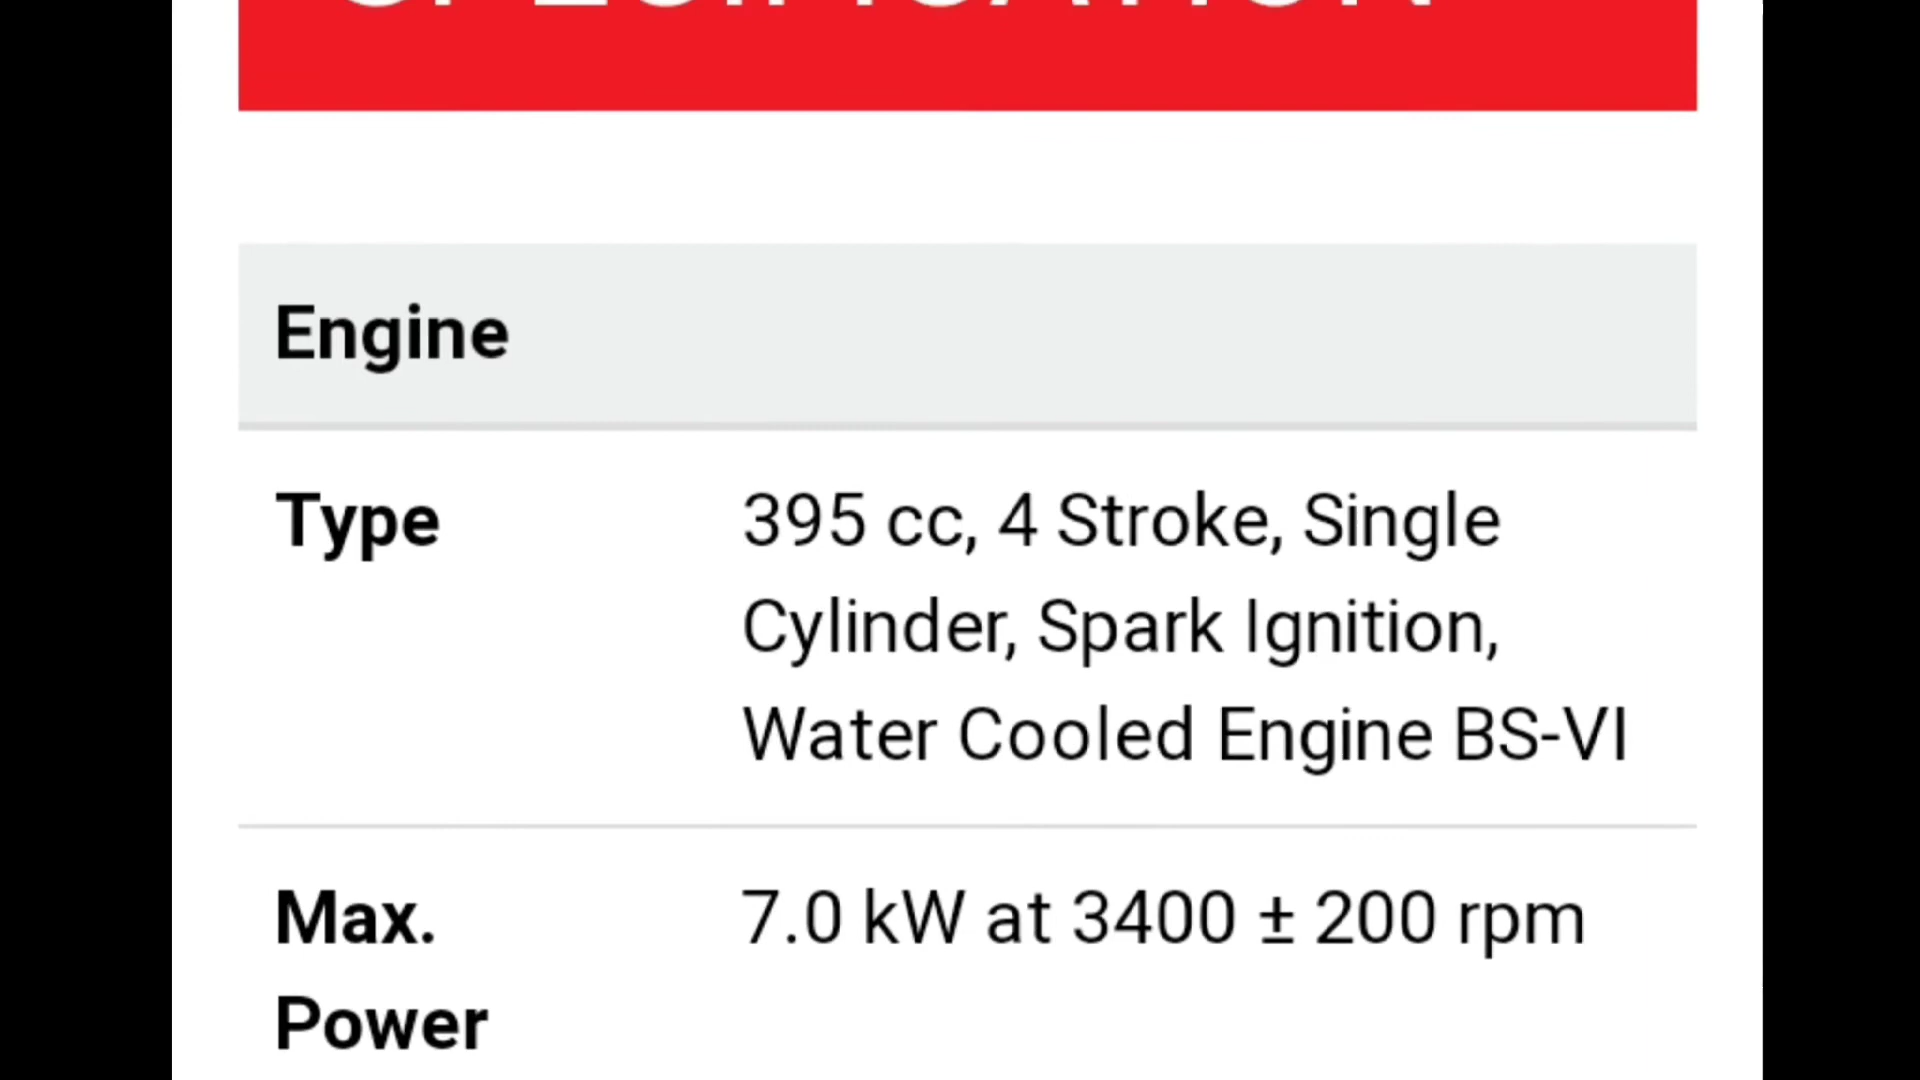 SPECIFICATION
Engine
Type
395 cc, 4 Stroke, Single
Cylinder, Spark Ignition,
Water Cooled Engine BS-VI
Max.
Power
7.0 kW at 3400 ± 200 rpm